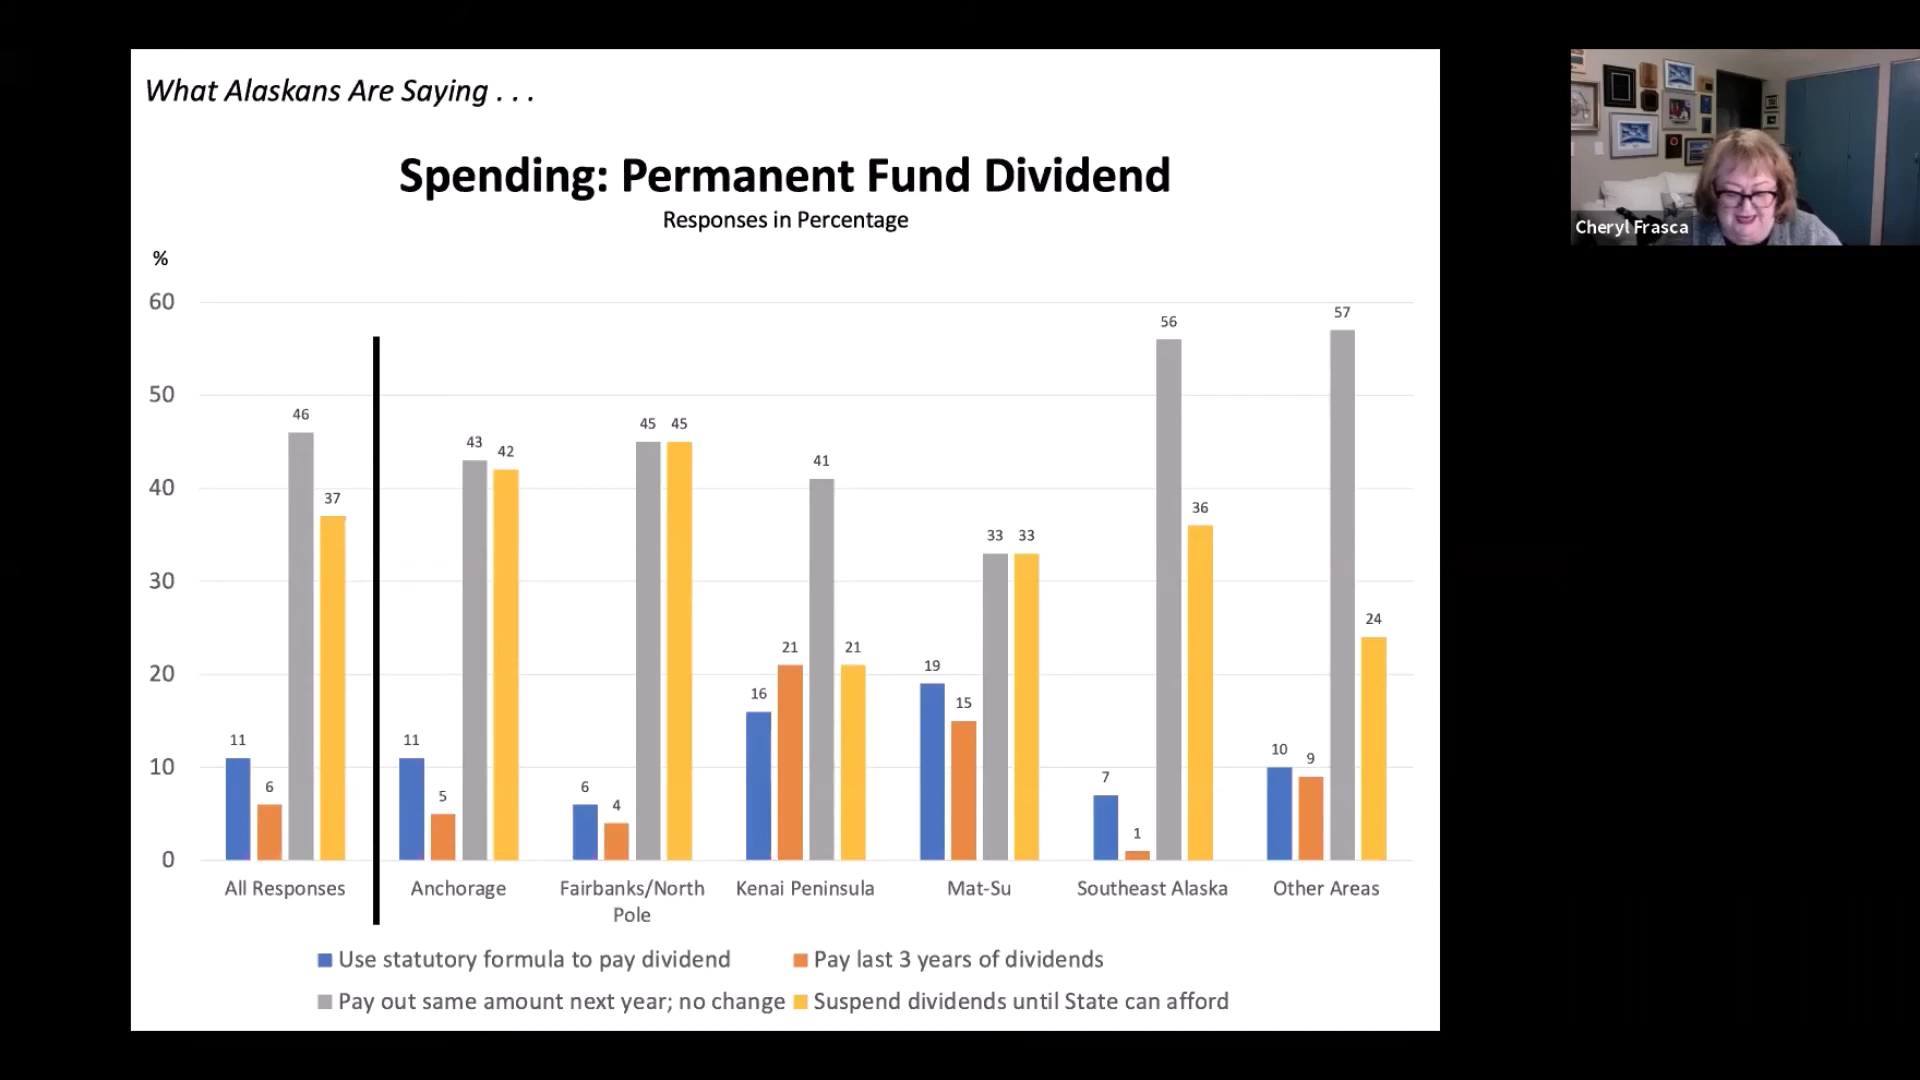 What Alaskans Are Saying . . .
Spending: Permanent Fund Dividend
Responses in Percentage
%
60
50
40
30
20
10
0
11 6 46 37
11 5 43 42
6 4 45 45
16 21 41 21
19 15 33 33
7 1 56 36
10 9 57 24
All Responses
Anchorage
Fairbanks/North
Pole
Kenai Peninsula
Mat-Su
Southeast Alaska
Other Areas
Use statutory formula to pay dividend
Pay last 3 years of dividends
Pay out same amount next year; no change
Suspend dividends until State can afford
Cheryl Frasca